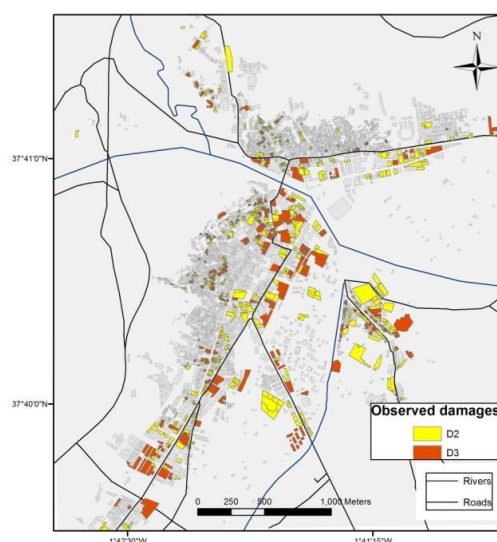 N
37°41'0"N
37°40'0"N
Observed damages
D2
D3
Rivers
Roads
0 250 500 1,000 Meters
1°42'30"W 1°41'15"W